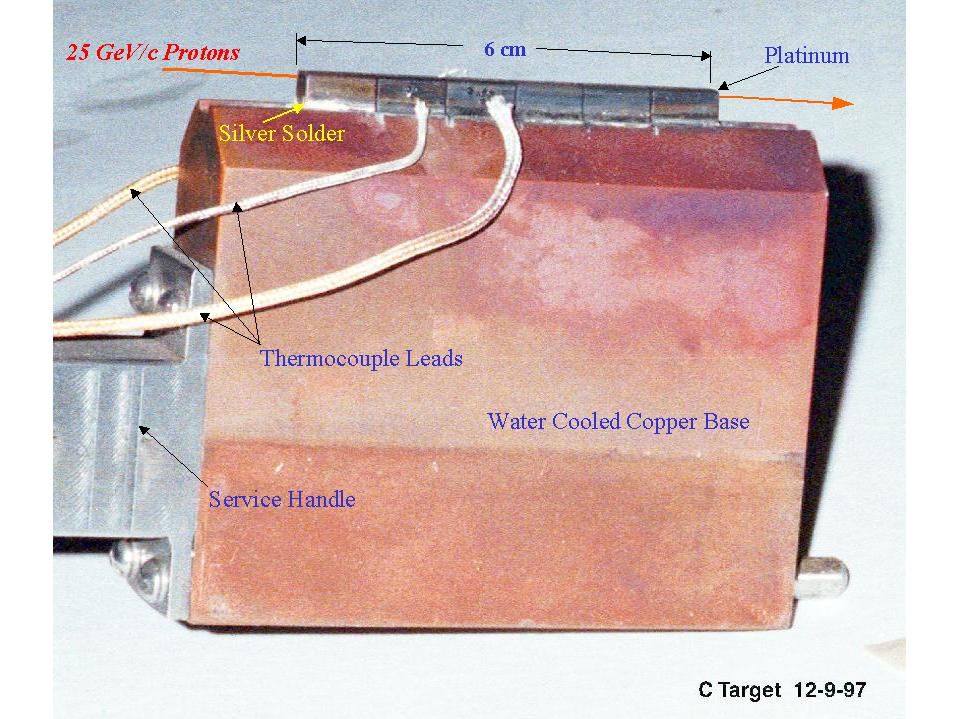 25 GeV/c Protons
6 cm
Platinum
Silver Solder
Thermocouple Leads
Water Cooled Copper Base
Service Handle
C Target 12-9-97